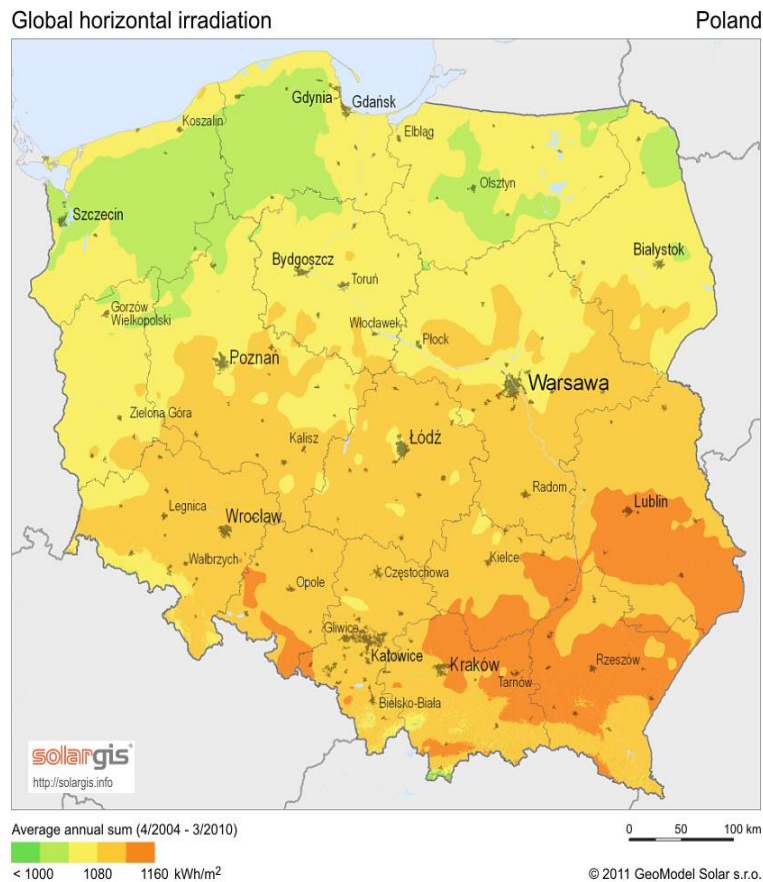 Global horizontal irradiation
Poland
Gdynia
Gdańsk
Koszalin
Elbląg
Olsztyn
Szczecin
Białystok
Bydgoszcz
Toruń
Gorzów
Wielkopolski
Włocławek
Płock
Poznań
Warsawa
Zielona Góra
Kalisz
Łódź
Radom
Lublin
Legnica
Wrocław
Wałbrzych
Kielce
Opole
Częstochowa
Gliwice
Katowice
Kraków
Rzeszów
Tarnów
Bielsko-Biała
solargis
http://solargis.info
Average annual sum (4/2004 - 3/2010)
0 50 100 km
< 1000 1080 1160 kWh/m²
© 2011 GeoModel Solar s.r.o.